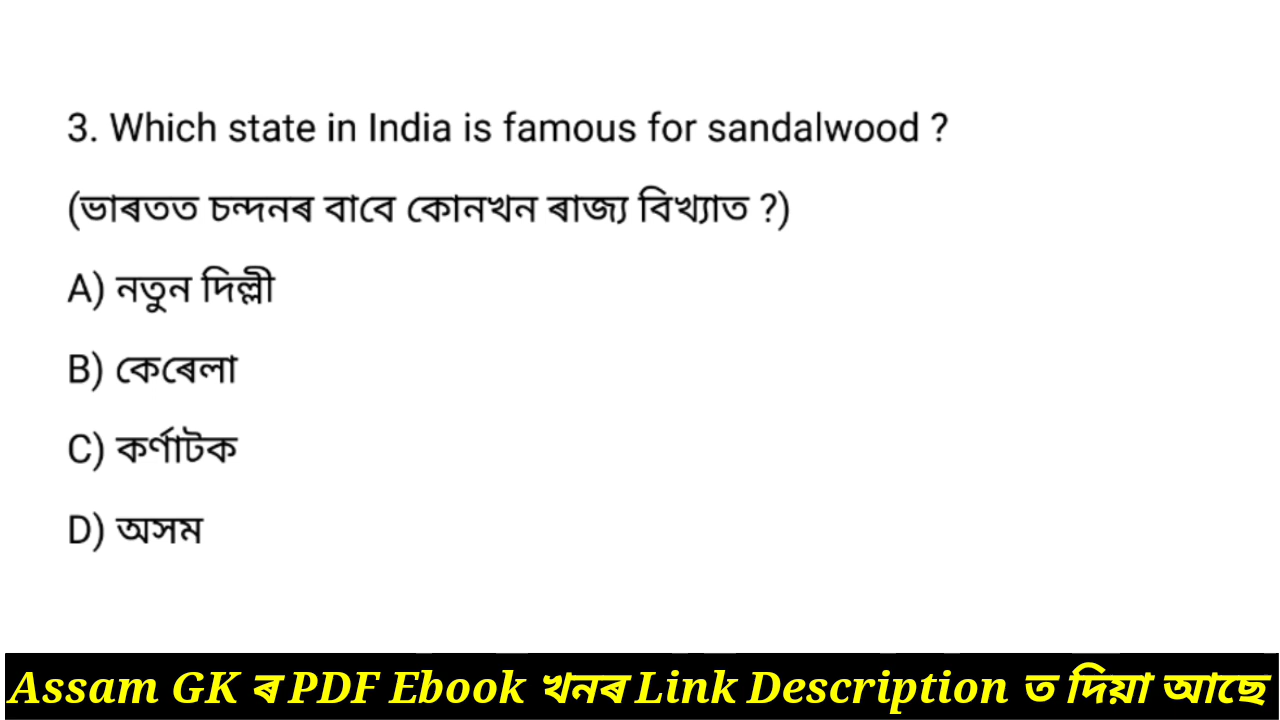 3. Which state in India is famous for sandalwood ?
(ভাৰতত চন্দনৰ বাবে কোনখন ৰাজ্য বিখ্যাত ?)
A) নতুন দিল্লী
B) কেৰেলা
C) কৰ্ণাটক
D) অসম
Assam GK ৰ PDF Ebook খনৰ Link Description ত দিয়া আছে